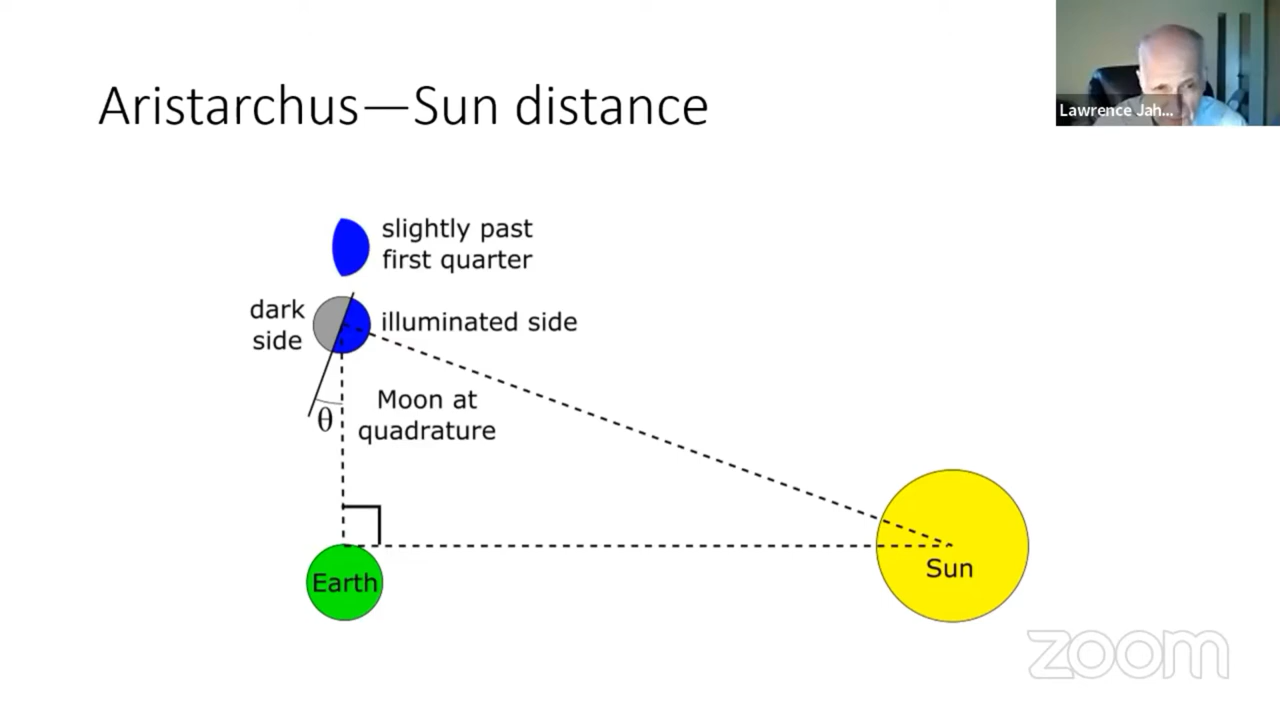 Aristarchus—Sun distance
Lawrence Jah...
slightly past
first quarter
dark
side
illuminated side
θ
Moon at
quadrature
Earth
Sun
zoom